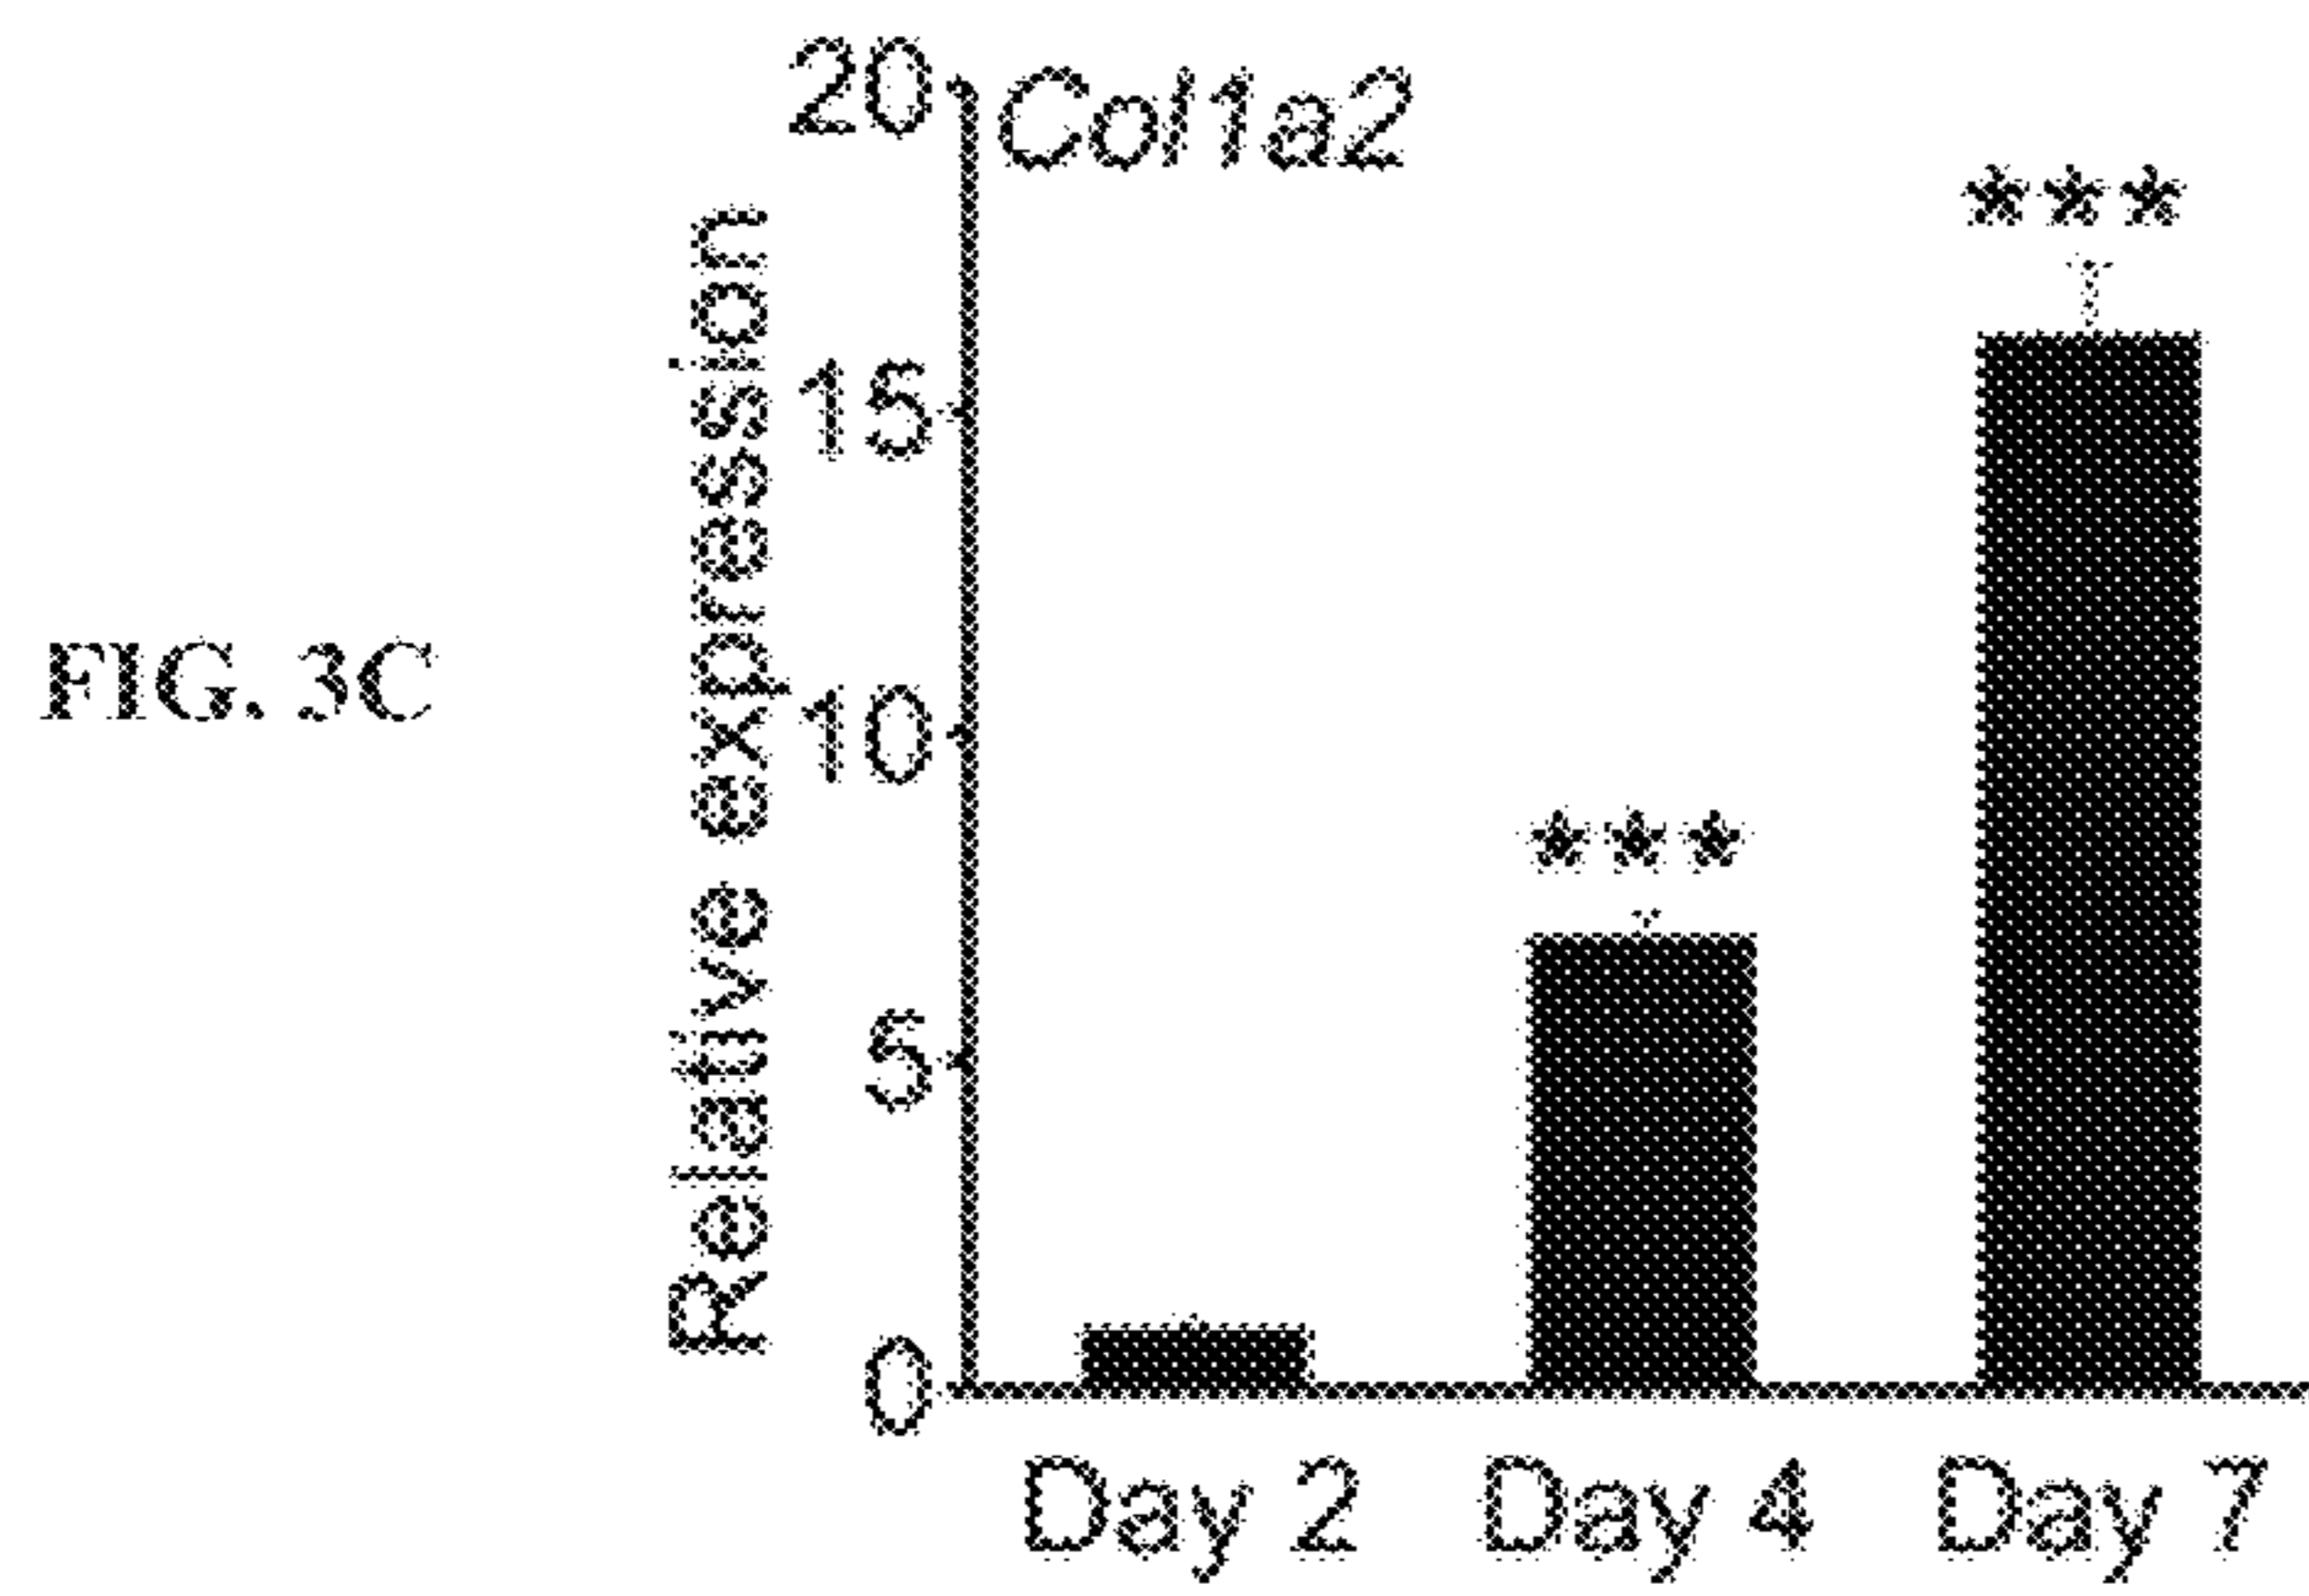 FIG. 3C
Relative expression
Col1a2
20
15
10
5
0
***
***
Day 2 Day 4 Day 7